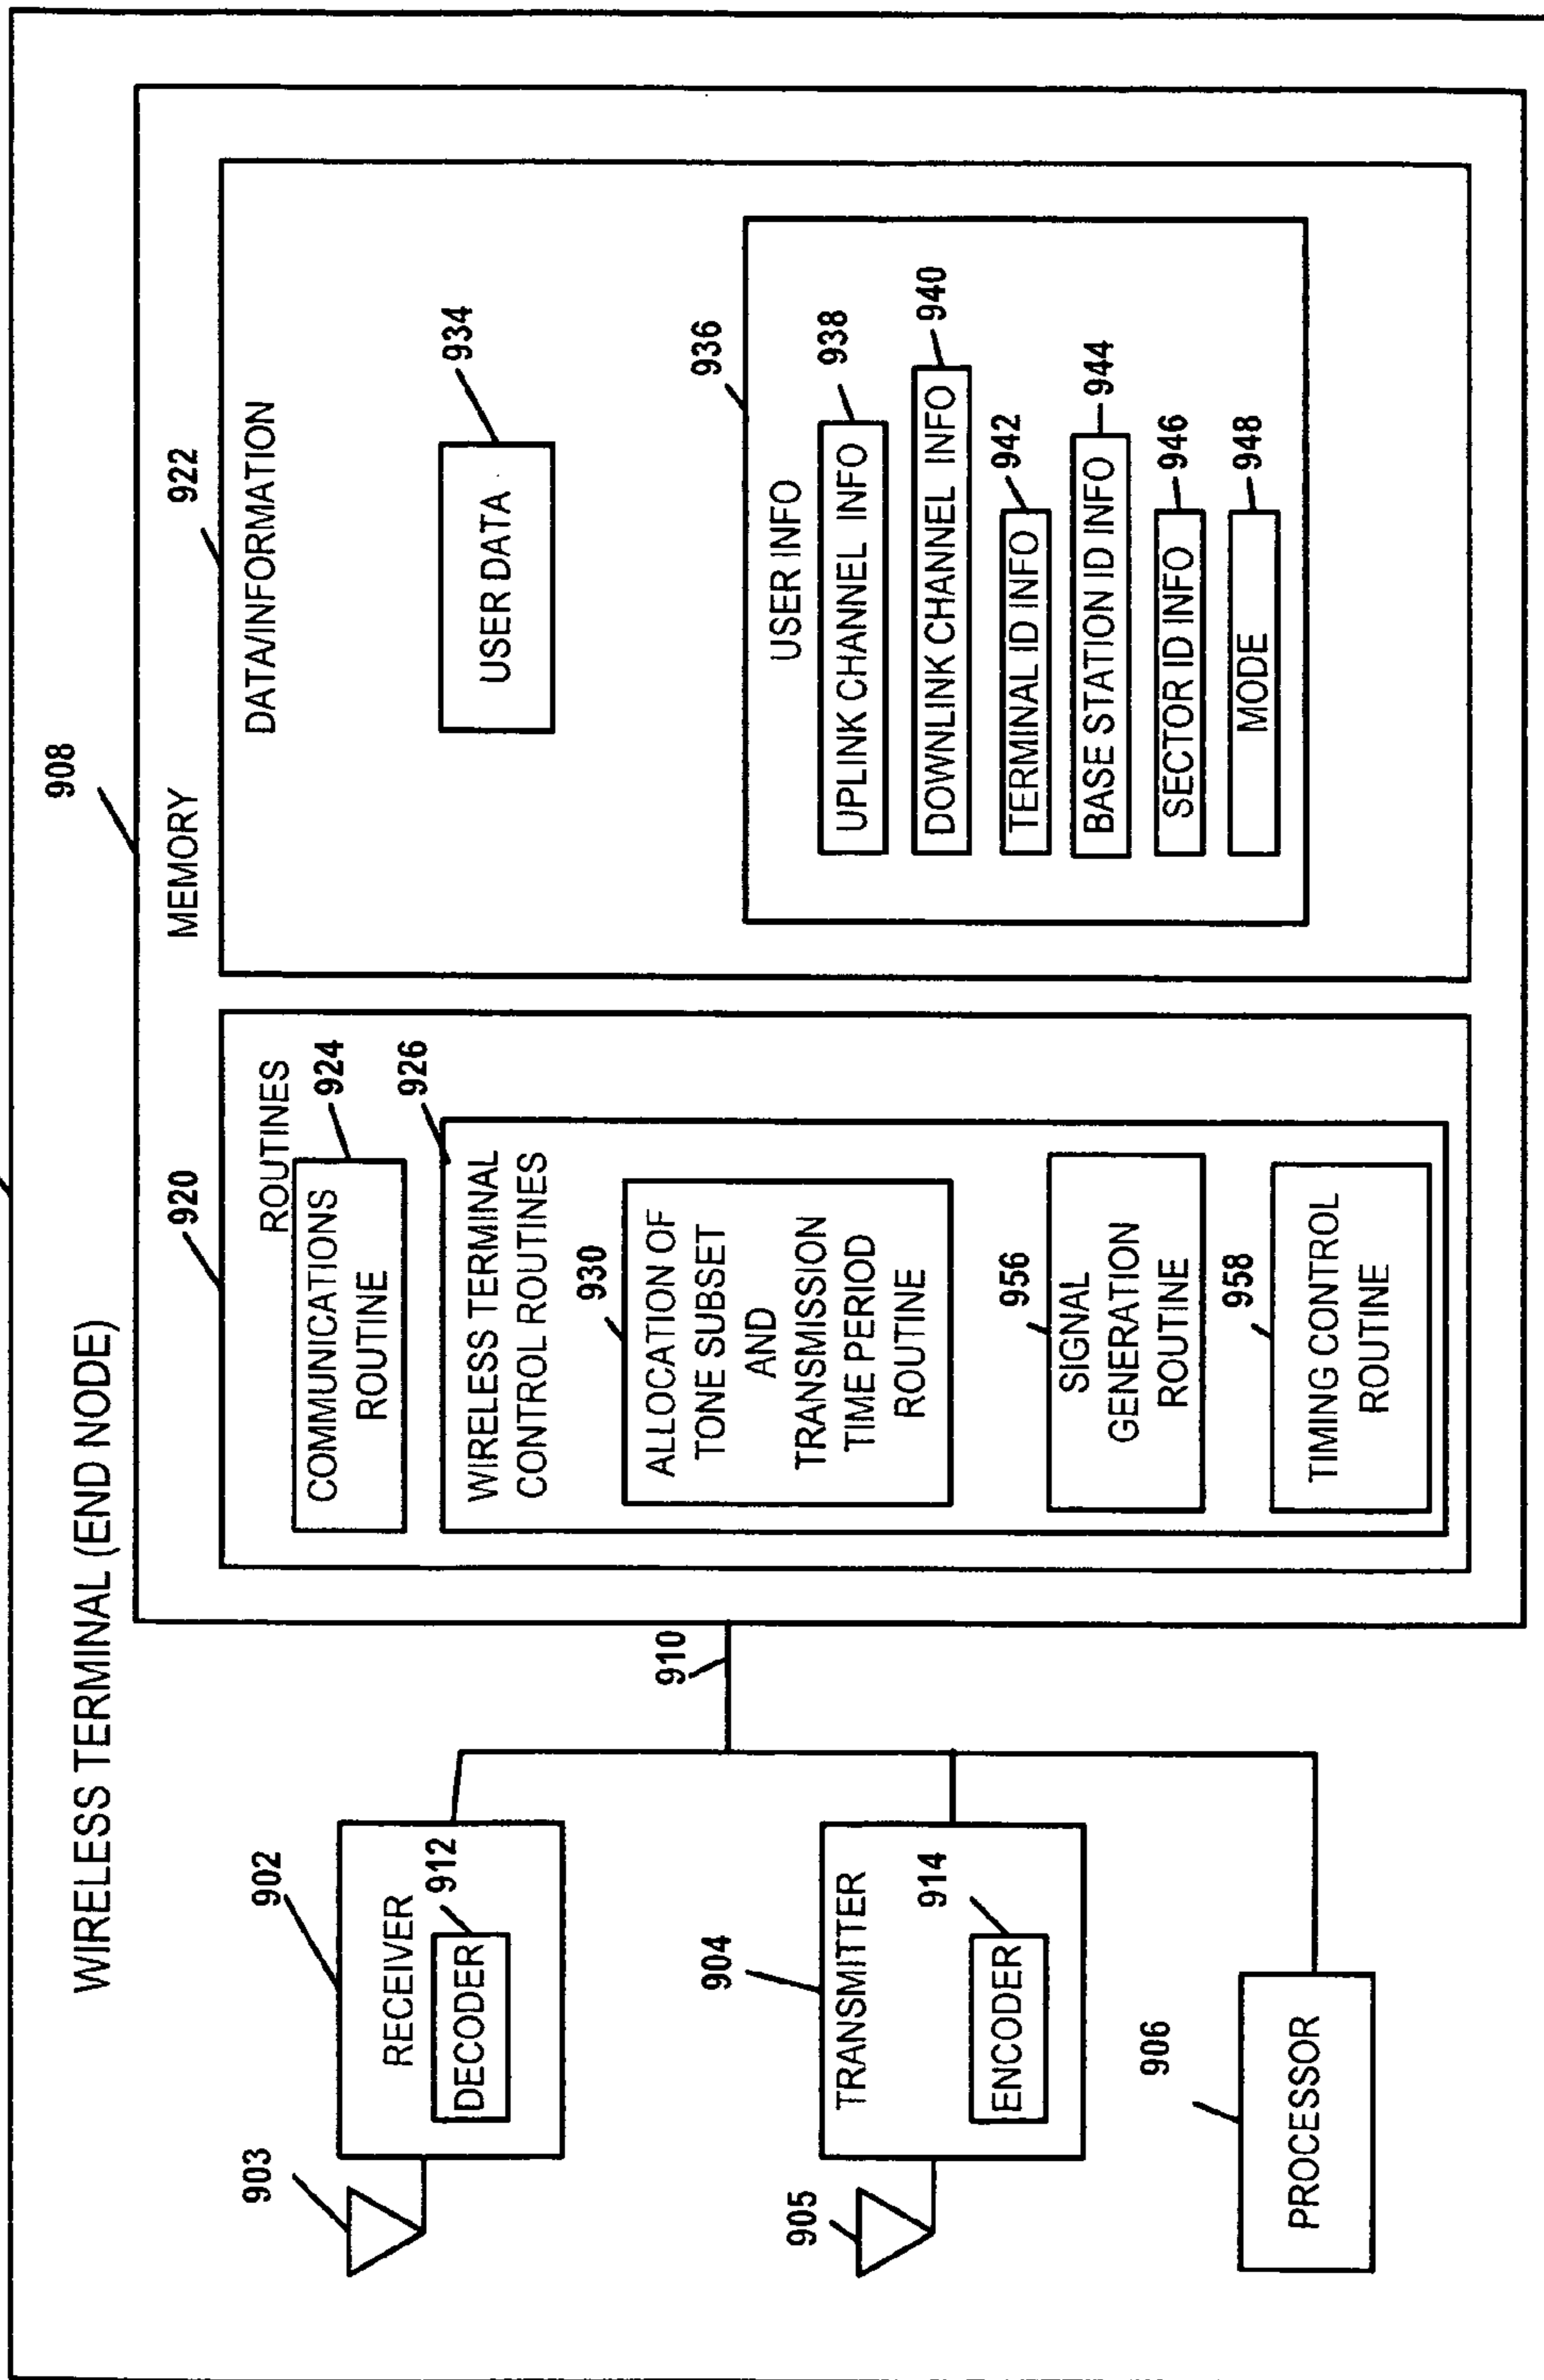 WIRELESS TERMINAL (END NODE)
903
902
RECEIVER
912
DECODER
905
904
TRANSMITTER
914
ENCODER
906
PROCESSOR
910
908
MEMORY
920
ROUTINES
924
COMMUNICATIONS
ROUTINE
926
WIRELESS TERMINAL
CONTROL ROUTINES
930
ALLOCATION OF
TONE SUBSET
AND
TRANSMISSION
TIME PERIOD
ROUTINE
956
SIGNAL
GENERATION
ROUTINE
958
TIMING CONTROL
ROUTINE
922
DATA/INFORMATION
934
USER DATA
936
USER INFO
UPLINK CHANNEL INFO
938
DOWNLINK CHANNEL INFO
940
TERMINAL ID INFO
942
BASE STATION ID INFO
944
SECTOR ID INFO
946
MODE
948